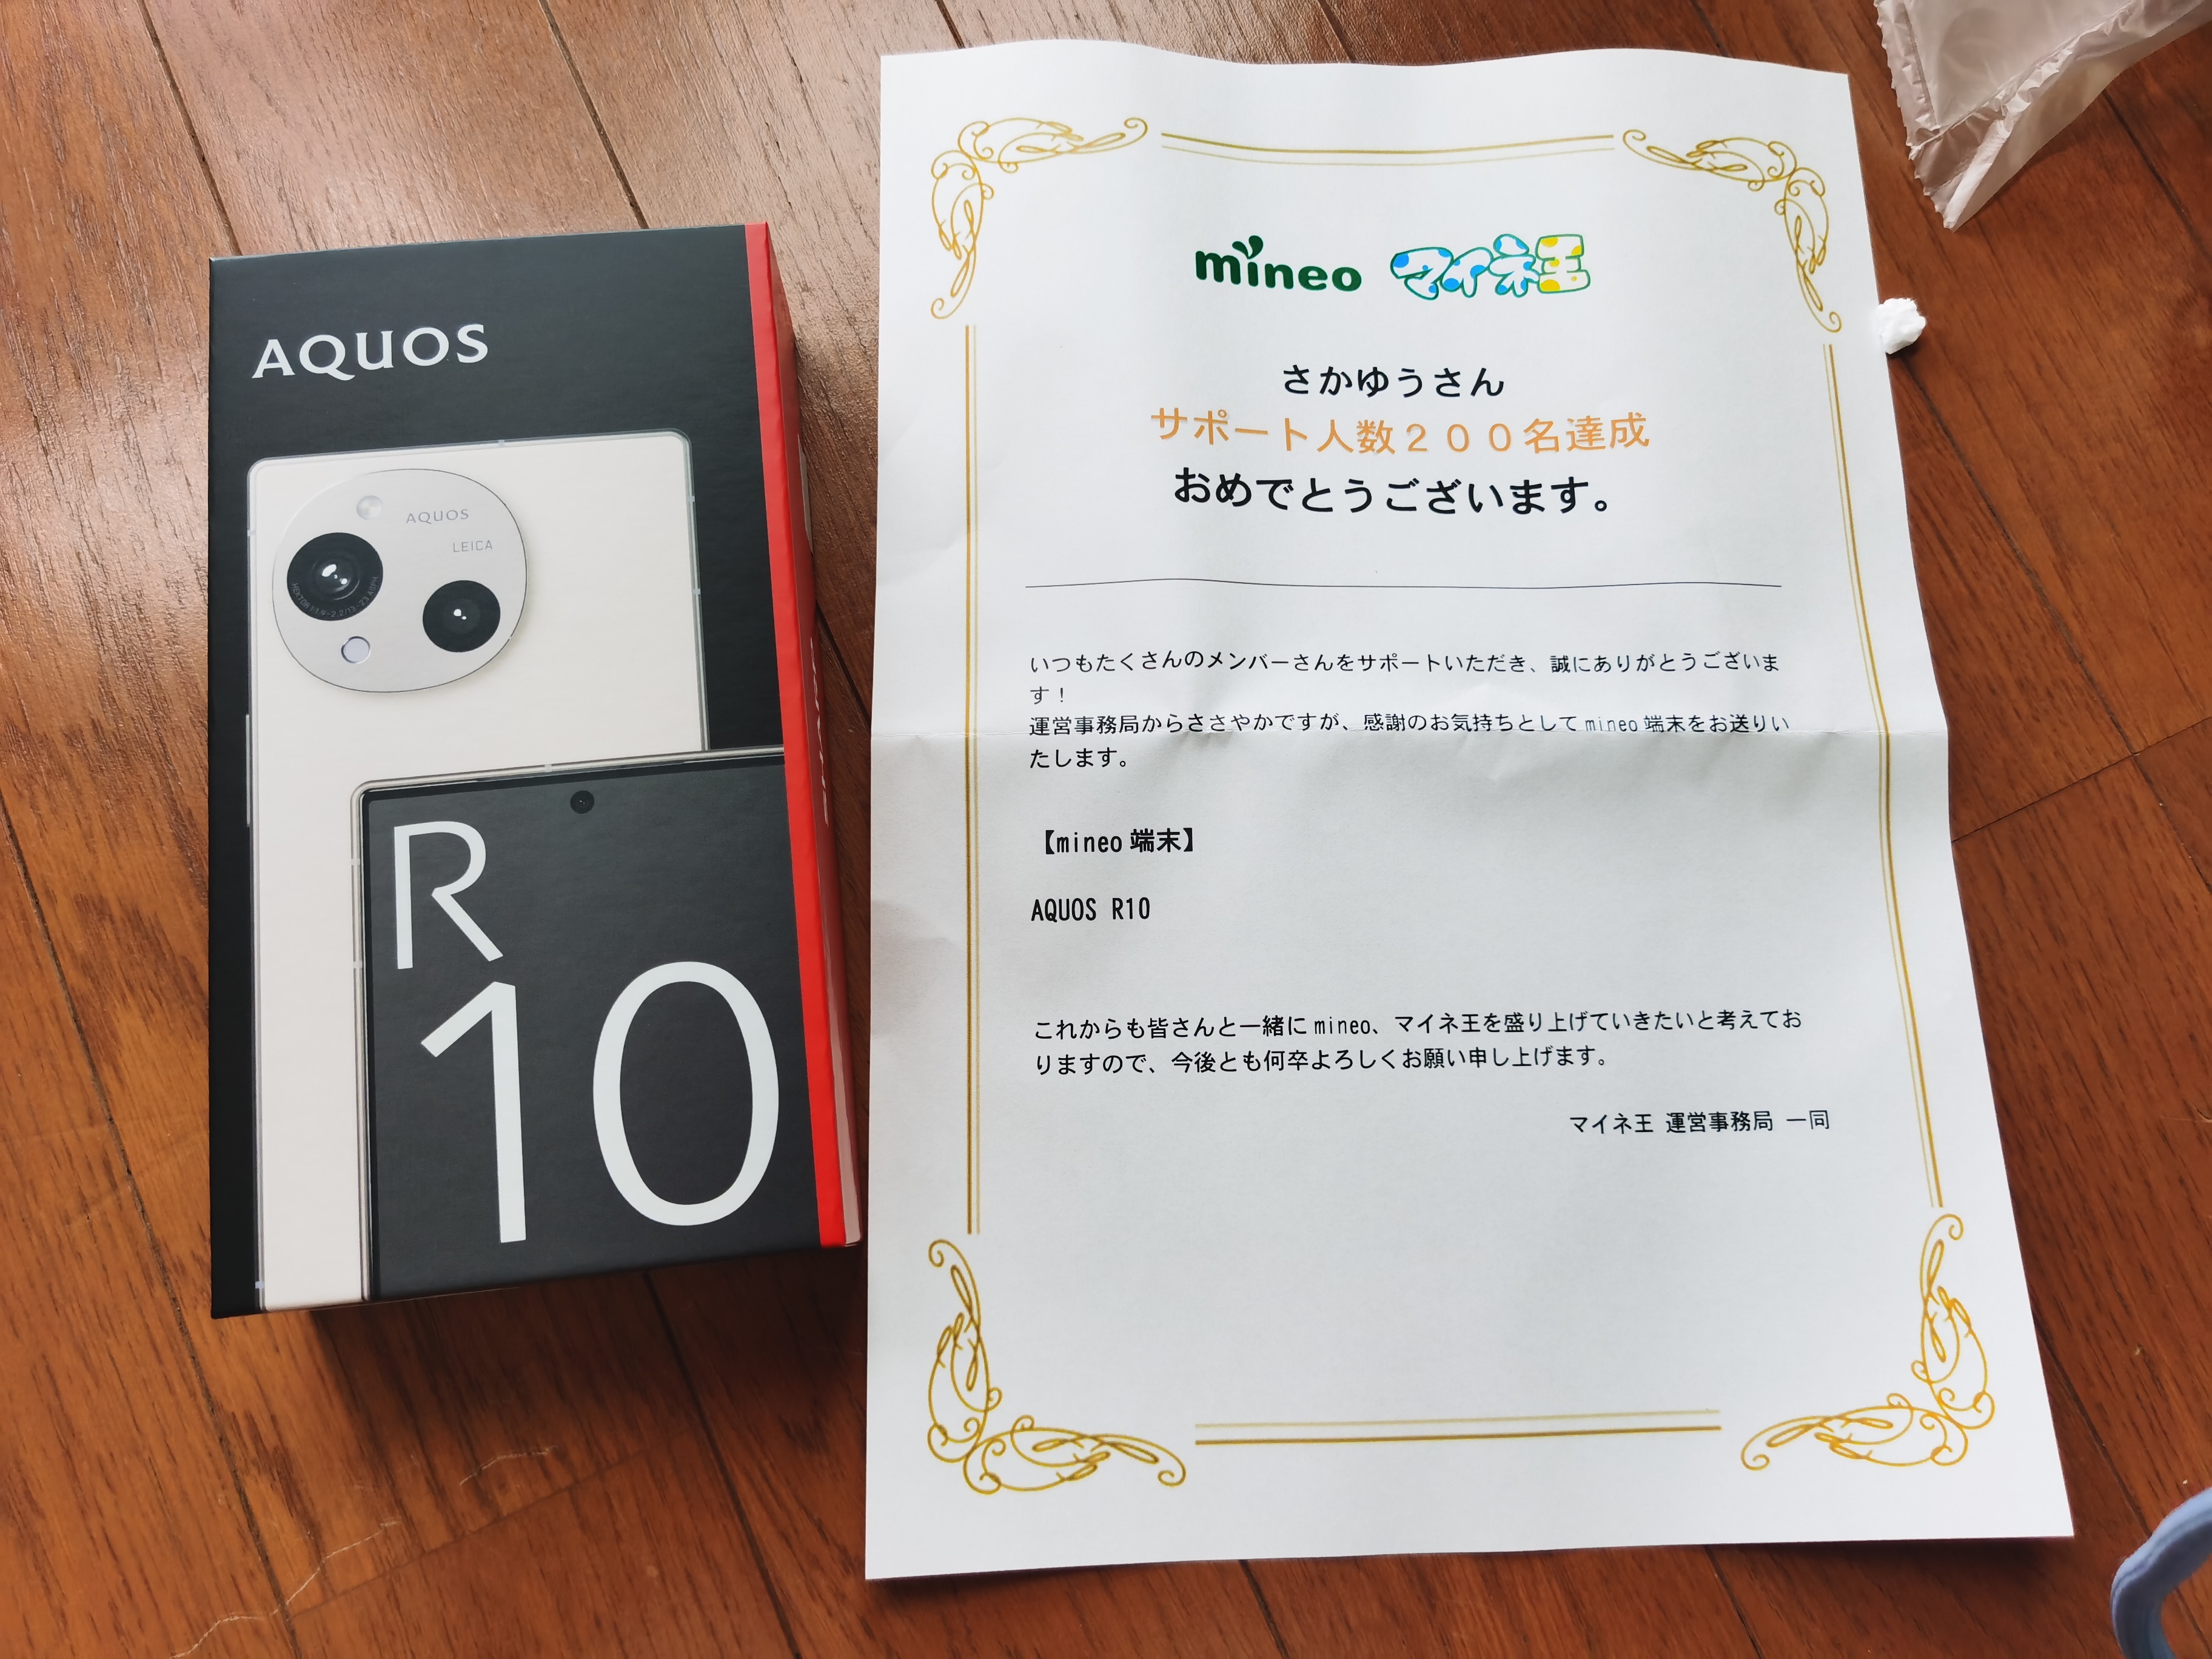 AQUOS
AQUOS
LEICA
R
10
mineo マイネ王
さかゆうさん
サポート人数２００名達成
おめでとうございます。
いつもたくさんのメンバーさんをサポートいただき、誠にありがとうございま
す！
運営事務局からささやかですが、感謝のお気持ちとして mineo 端末をお送りい
たします。
【mineo 端末】
AQUOS R10
これからも皆さんと一緒に mineo、マイネ王を盛り上げていきたいと考えてお
りますので、今後とも何卒よろしくお願い申し上げます。
マイネ王 運営事務局 一同